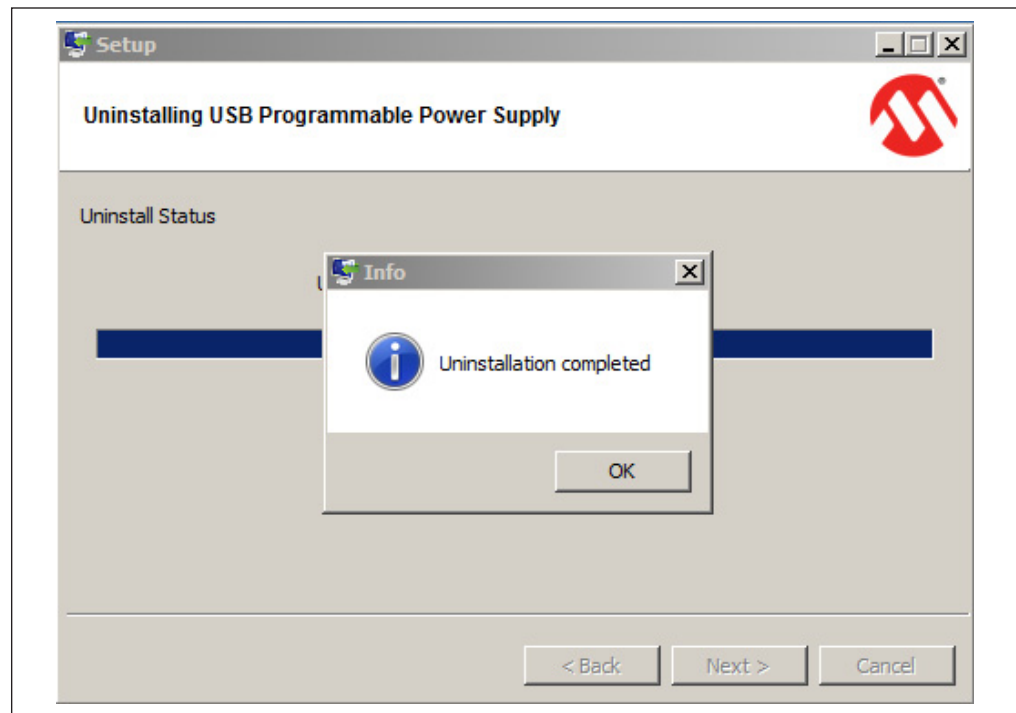 Setup
Uninstalling USB Programmable Power Supply
Uninstall Status
Info
Uninstallation completed
OK
< Back
Next >
Cancel